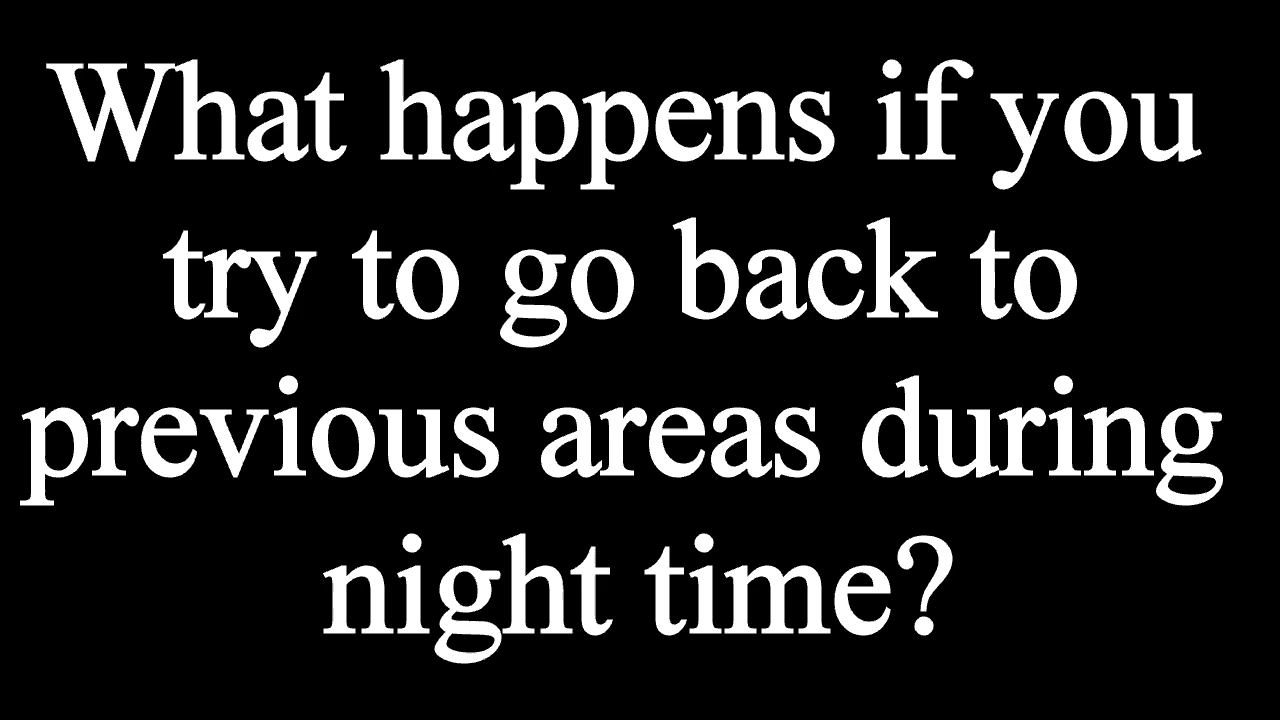 What happens if you
try to go back to
previous areas during
night time?